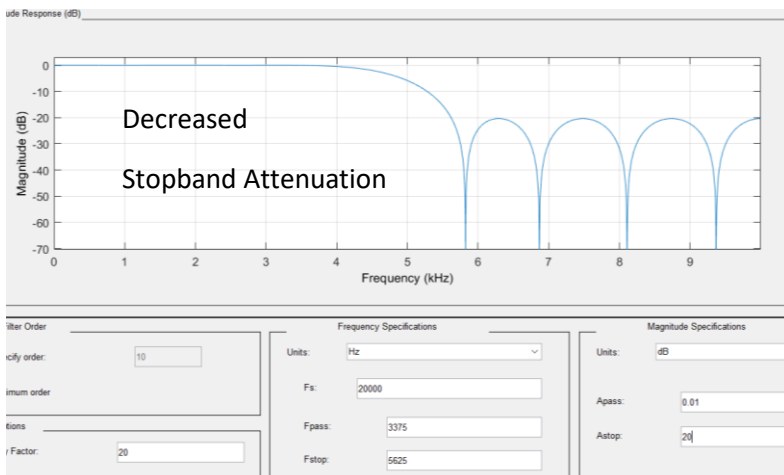 ude Response (dB)
0
-10
-20
-30
-40
-50
-60
-70
Magnitude (dB)
Decreased
Stopband Attenuation
0 1 2 3 4 5 6 7 8 9
Frequency (kHz)
Filter Order
ecify order: 10
nimum order
tions
y Factor: 20
Frequency Specifications
Units: Hz
Fs: 20000
Fpass: 3375
Fstop: 5625
Magnitude Specifications
Units: dB
Apass: 0.01
Astop: 20